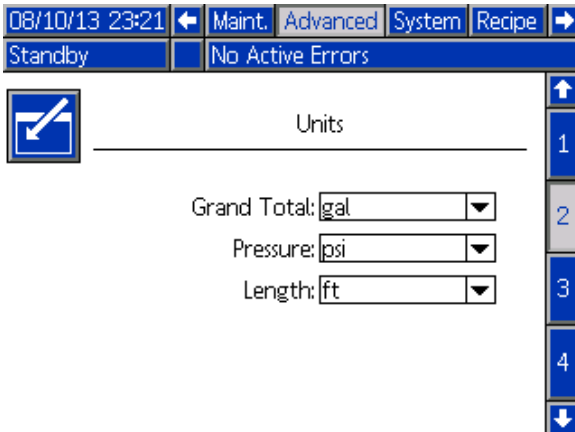 08/10/13 23:21 Maint. Advanced System Recipe
Standby No Active Errors
Units
1
Grand Total: gal
2
Pressure: psi
Length: ft
3
4